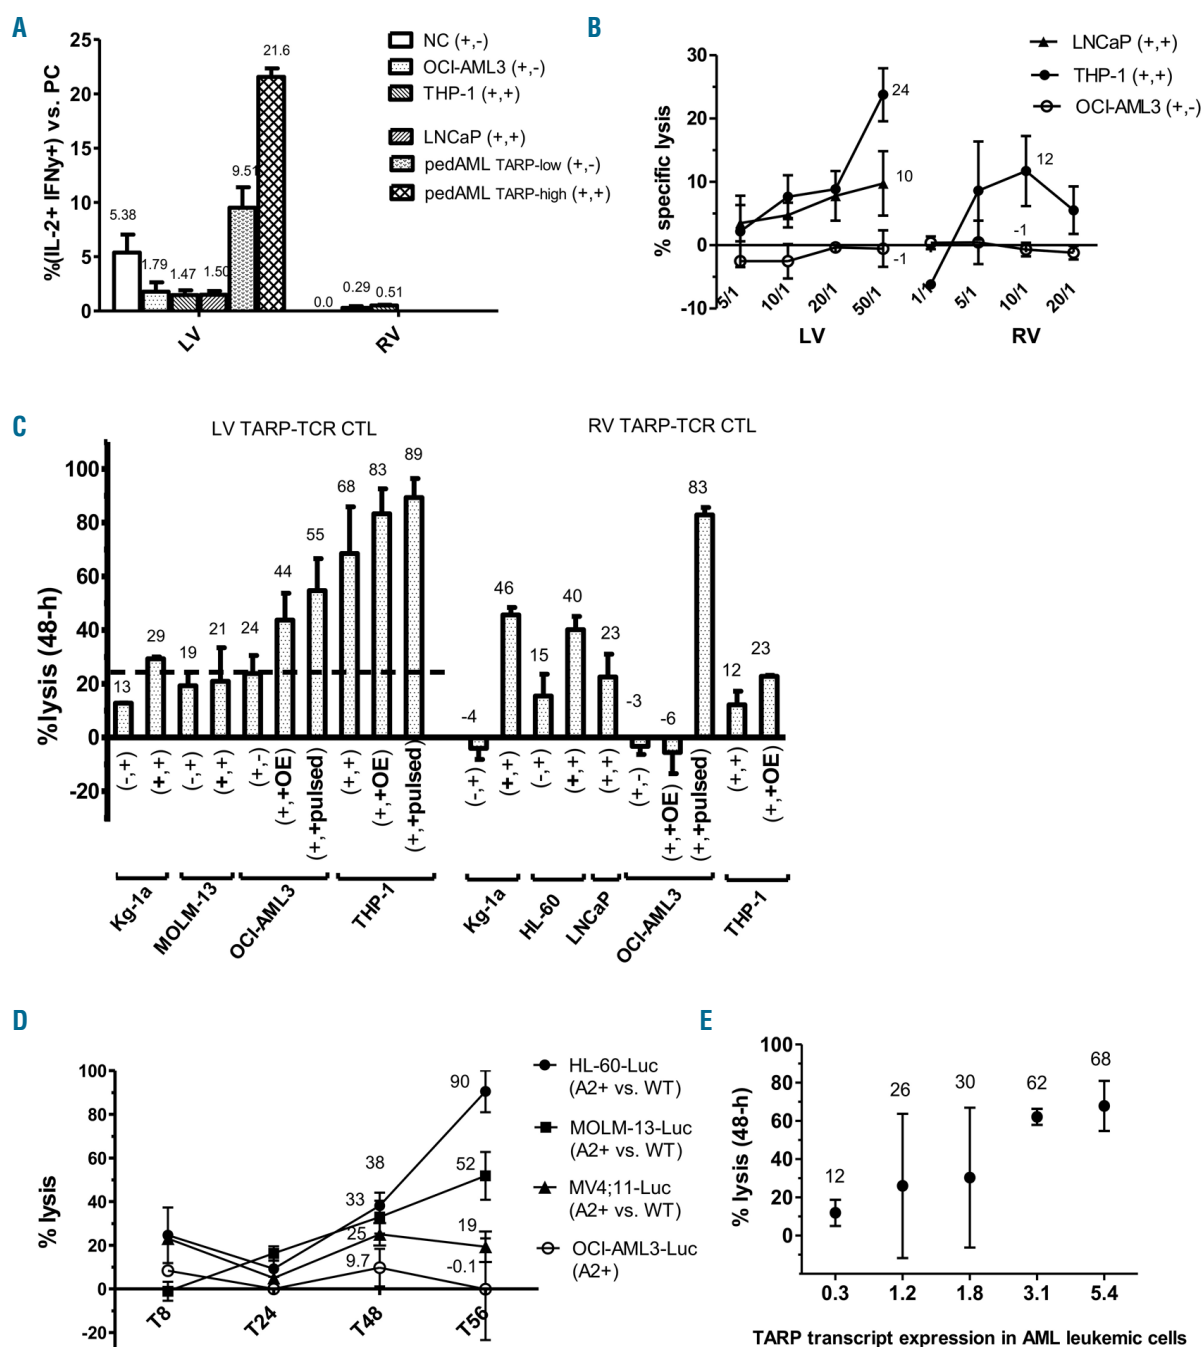 A
%(IL-2+ IFNγ+) vs. PC
25
20
15
10
5
0
5.38
1.79
1.47
1.50
9.51
21.6
0.0
0.29
0.51
LV
RV
NC (+,-)
OCI-AML3 (+,-)
THP-1 (+,+)
LNCaP (+,+)
pedAML TARP-low (+,-)
pedAML TARP-high (+,+)
B
% specific lysis
30
20
10
0
-10
24
10
-1
12
-1
5/1
10/1
20/1
50/1
1/1
5/1
10/1
20/1
LV
RV
LNCaP (+,+)
THP-1 (+,+)
OCI-AML3 (+,-)
C
LV TARP-TCR CTL
RV TARP-TCR CTL
%lysis (48-h)
100
80
60
40
20
0
-20
13
29
19
21
24
44
55
68
83
89
-4
46
15
40
23
-3
-6
83
12
23
(-,+)
(+,+)
(-,+)
(+,+)
(+,-)
(+,+OE)
(+,+pulsed)
(+,+)
(+,+OE)
(+,+pulsed)
(-,+)
(+,+)
(-,+)
(+,+)
(+,+)
(+,-)
(+,+OE)
(+,+pulsed)
(+,+)
(+,+OE)
Kg-1a
MOLM-13
OCI-AML3
THP-1
Kg-1a
HL-60
LNCaP
OCI-AML3
THP-1
D
% lysis
100
80
60
40
20
0
-20
38
33
25
9.7
90
52
19
-0.1
T8
T24
T48
T56
HL-60-Luc
(A2+ vs. WT)
MOLM-13-Luc
(A2+ vs. WT)
MV4;11-Luc
(A2+ vs. WT)
OCI-AML3-Luc
(A2+)
E
% lysis (48-h)
100
80
60
40
20
0
12
26
30
62
68
0.3
1.2
1.8
3.1
5.4
TARP transcript expression in AML leukemic cells